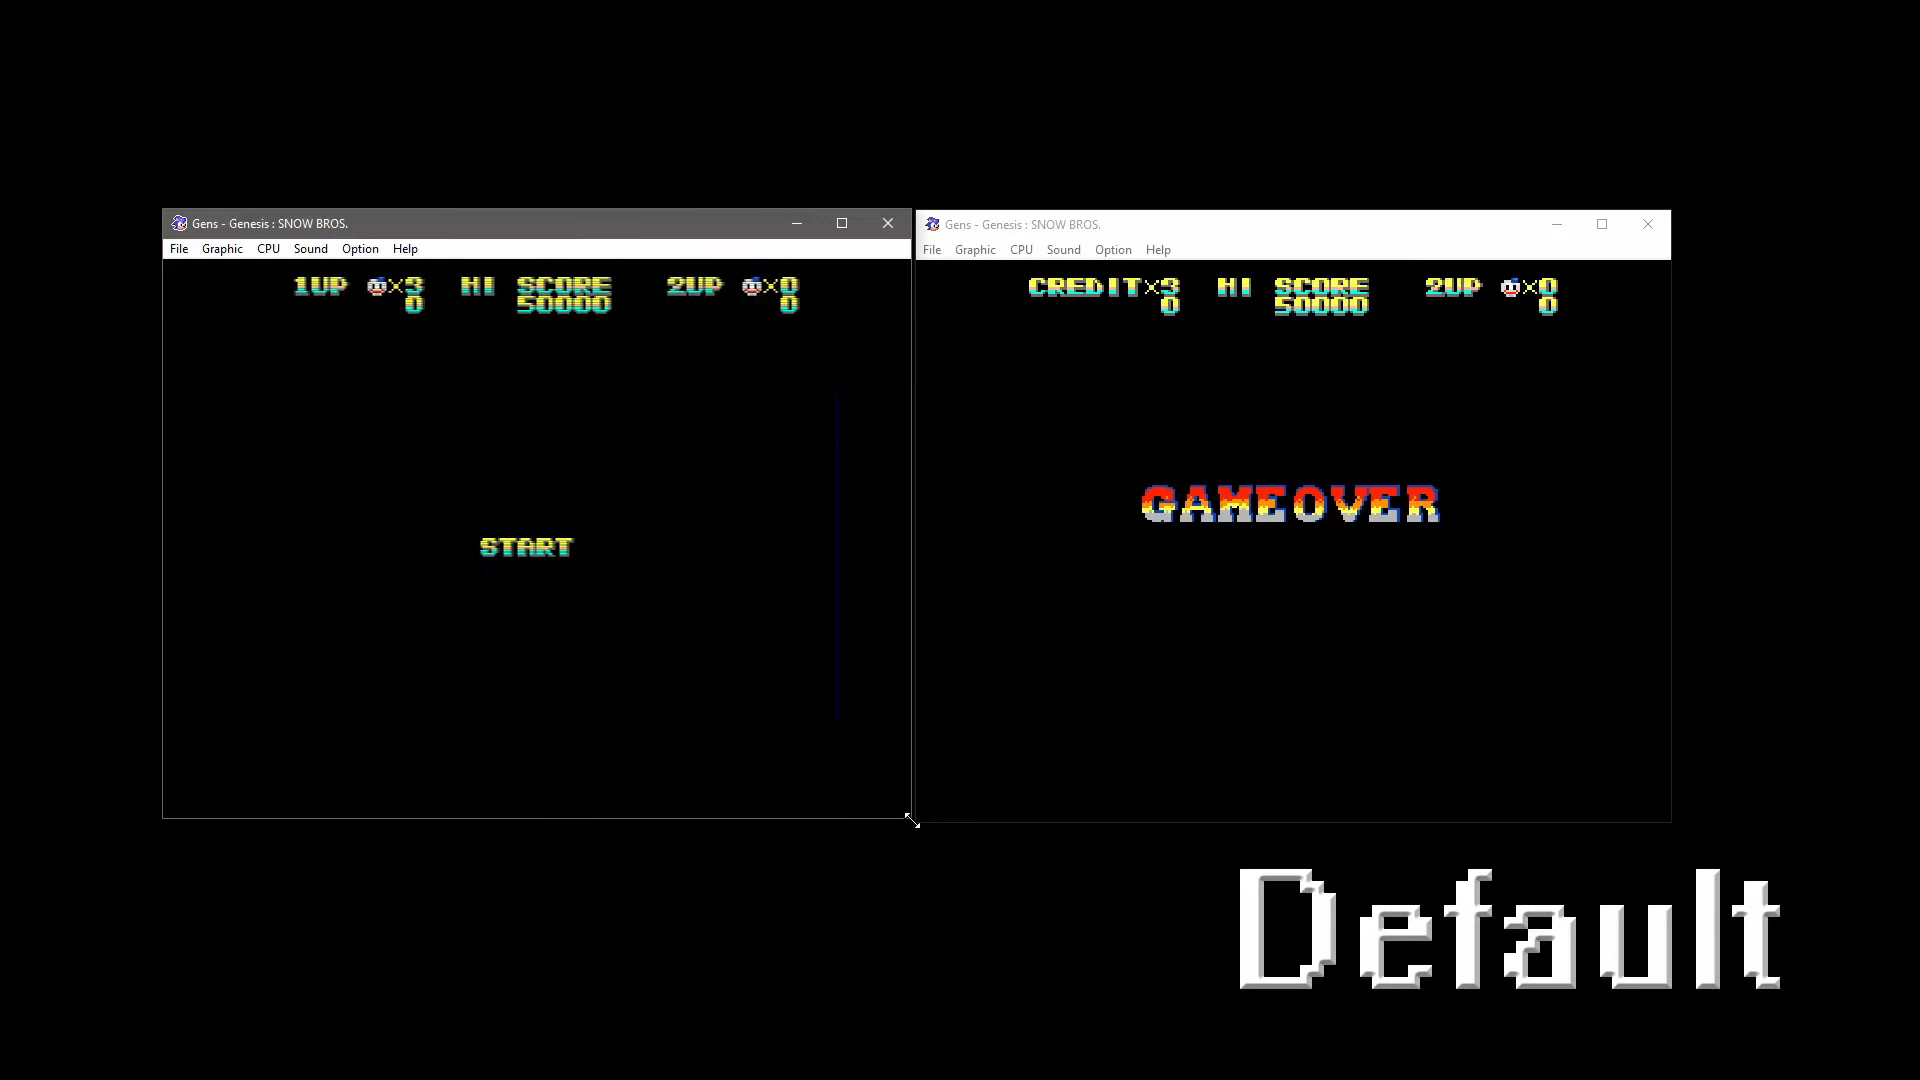 Gens - Genesis : SNOW BROS.
File Graphic CPU Sound Option Help
1UP ×3 HI SCORE 2UP ×0
0 50000 0
START
Gens - Genesis : SNOW BROS.
File Graphic CPU Sound Option Help
CREDIT×3 HI SCORE 2UP ×0
0 50000 0
GAMEOVER
Default